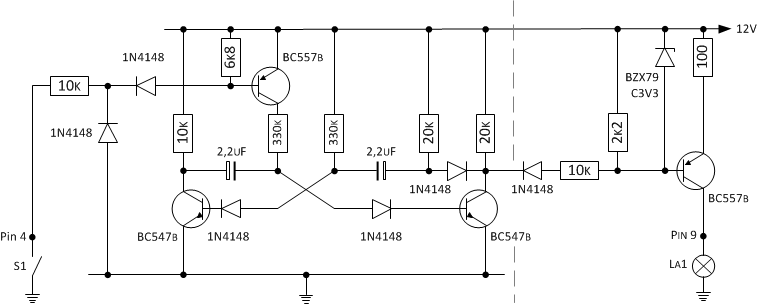 12V
1N4148
BC557B
6K8
100
BZX79
C3V3
10K
1N4148
10K
330K
330K
20K
20K
2K2
2,2UF
2,2UF
10K
1N4148
1N4148
BC557B
BC547B
1N4148
1N4148
BC547B
Pin 4
PIN 9
S1
LA1